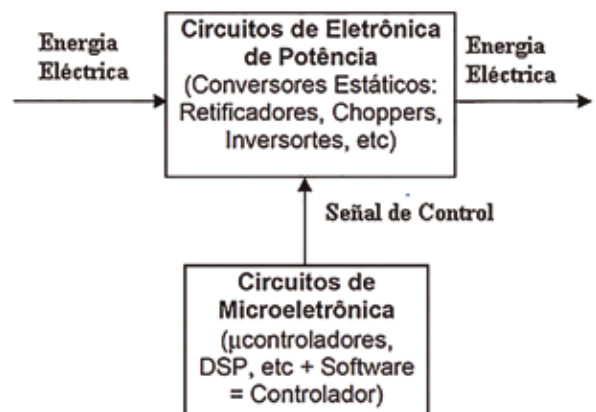 Energia
Eléctrica
Circuitos de Eletrônica
de Potência
(Conversores Estáticos:
Retificadores, Choppers,
Inversortes, etc)
Energia
Eléctrica
Señal de Control
Circuitos de
Microeletrônica
(μcontroladores,
DSP, etc + Software
= Controlador)